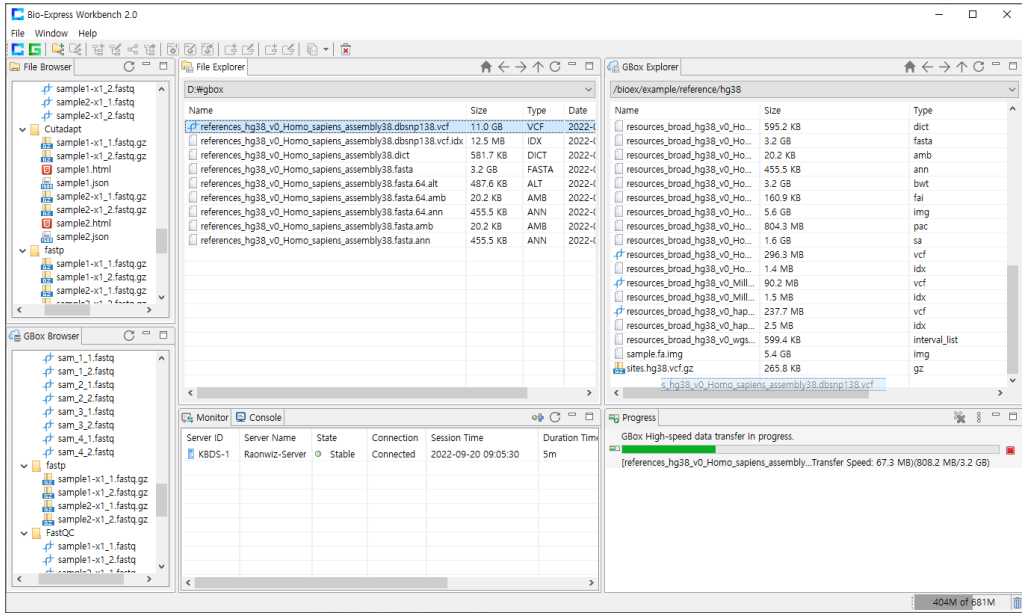 Bio-Express Workbench 2.0
File Window Help
File Browser
sample1-x1_2.fastq
sample2-x1_1.fastq
sample2-x1_2.fastq
Cutadapt
sample1-x1_1.fastq.gz
sample1-x1_2.fastq.gz
sample1.html
sample1.json
sample2-x1_1.fastq.gz
sample2-x1_2.fastq.gz
sample2.html
sample2.json
fastp
sample1-x1_1.fastq.gz
sample1-x1_2.fastq.gz
sample2-x1_1.fastq.gz
sample2-x1_2.fastq.gz
GBox Browser
sam_1_1.fastq
sam_1_2.fastq
sam_2_1.fastq
sam_2_2.fastq
sam_3_1.fastq
sam_3_2.fastq
sam_4_1.fastq
sam_4_2.fastq
fastp
sample1-x1_1.fastq.gz
sample1-x1_2.fastq.gz
sample2-x1_1.fastq.gz
sample2-x1_2.fastq.gz
FastQC
sample1-x1_1.fastq
sample1-x1_2.fastq
sample2-x1_1.fastq
File Explorer
D:₩gbox
Name Size Type Date
references_hg38_v0_Homo_sapiens_assembly38.dbsnp138.vcf 11.0 GB VCF 2022-0
references_hg38_v0_Homo_sapiens_assembly38.dbsnp138.vcf.idx 12.5 MB IDX 2022-0
references_hg38_v0_Homo_sapiens_assembly38.dict 581.7 KB DICT 2022-0
references_hg38_v0_Homo_sapiens_assembly38.fasta 3.2 GB FASTA 2022-0
references_hg38_v0_Homo_sapiens_assembly38.fasta.64.alt 487.6 KB ALT 2022-0
references_hg38_v0_Homo_sapiens_assembly38.fasta.64.amb 20.2 KB AMB 2022-0
references_hg38_v0_Homo_sapiens_assembly38.fasta.64.ann 455.5 KB ANN 2022-0
references_hg38_v0_Homo_sapiens_assembly38.fasta.amb 20.2 KB AMB 2022-0
references_hg38_v0_Homo_sapiens_assembly38.fasta.ann 455.5 KB ANN 2022-0
GBox Explorer
/bioex/example/reference/hg38
Name Size Type
resources_broad_hg38_v0_Ho... 595.2 KB dict
resources_broad_hg38_v0_Ho... 3.2 GB fasta
resources_broad_hg38_v0_Ho... 20.2 KB amb
resources_broad_hg38_v0_Ho... 455.5 KB ann
resources_broad_hg38_v0_Ho... 3.2 GB bwt
resources_broad_hg38_v0_Ho... 160.9 KB fai
resources_broad_hg38_v0_Ho... 5.6 GB img
resources_broad_hg38_v0_Ho... 804.3 MB pac
resources_broad_hg38_v0_Ho... 1.6 GB sa
resources_broad_hg38_v0_Ho... 296.3 MB vcf
resources_broad_hg38_v0_Ho... 1.4 MB idx
resources_broad_hg38_v0_Mill... 90.2 MB vcf
resources_broad_hg38_v0_Mill... 1.5 MB idx
resources_broad_hg38_v0_hap... 237.7 MB vcf
resources_broad_hg38_v0_hap... 2.5 MB idx
resources_broad_hg38_v0_wgs... 599.4 KB interval_list
sample.fa.img 5.4 GB img
sites.hg38.vcf.gz 265.8 KB gz
s_hg38_v0_Homo_sapiens_assembly38.dbsnp138.vcf
Monitor Console
Server ID Server Name State Connection Session Time Duration Time
KBDS-1 Raonwiz-Server Stable Connected 2022-09-20 09:05:30 5m
Progress
GBox High-speed data transfer in progress.
[references_hg38_v0_Homo_sapiens_assembly...Transfer Speed: 67.3 MB)(808.2 MB/3.2 GB)
404M of 681M